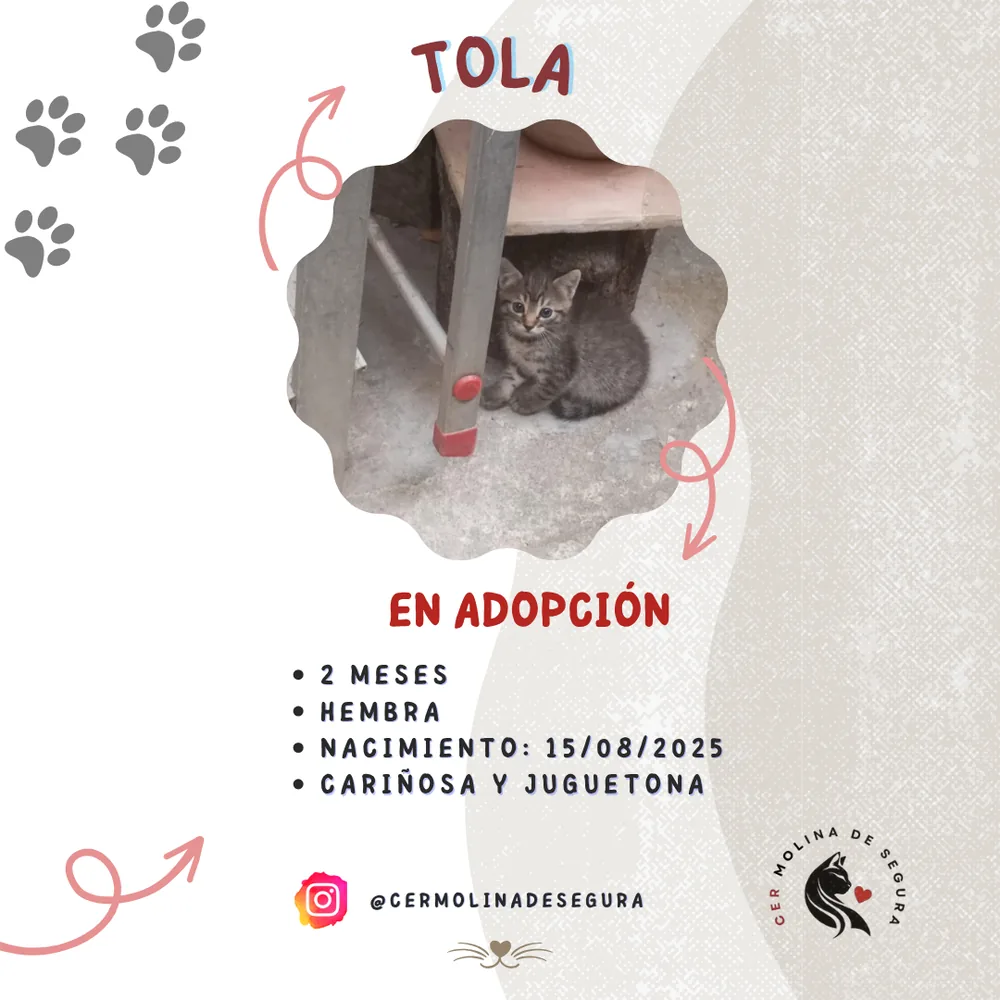 TOLA
EN ADOPCIÓN
• 2 MESES
• HEMBRA
• NACIMIENTO: 15/08/2025
• CARIÑOSA Y JUGUETONA
@CERMOLINADESEGURA
CER MOLINA DE SEGURA